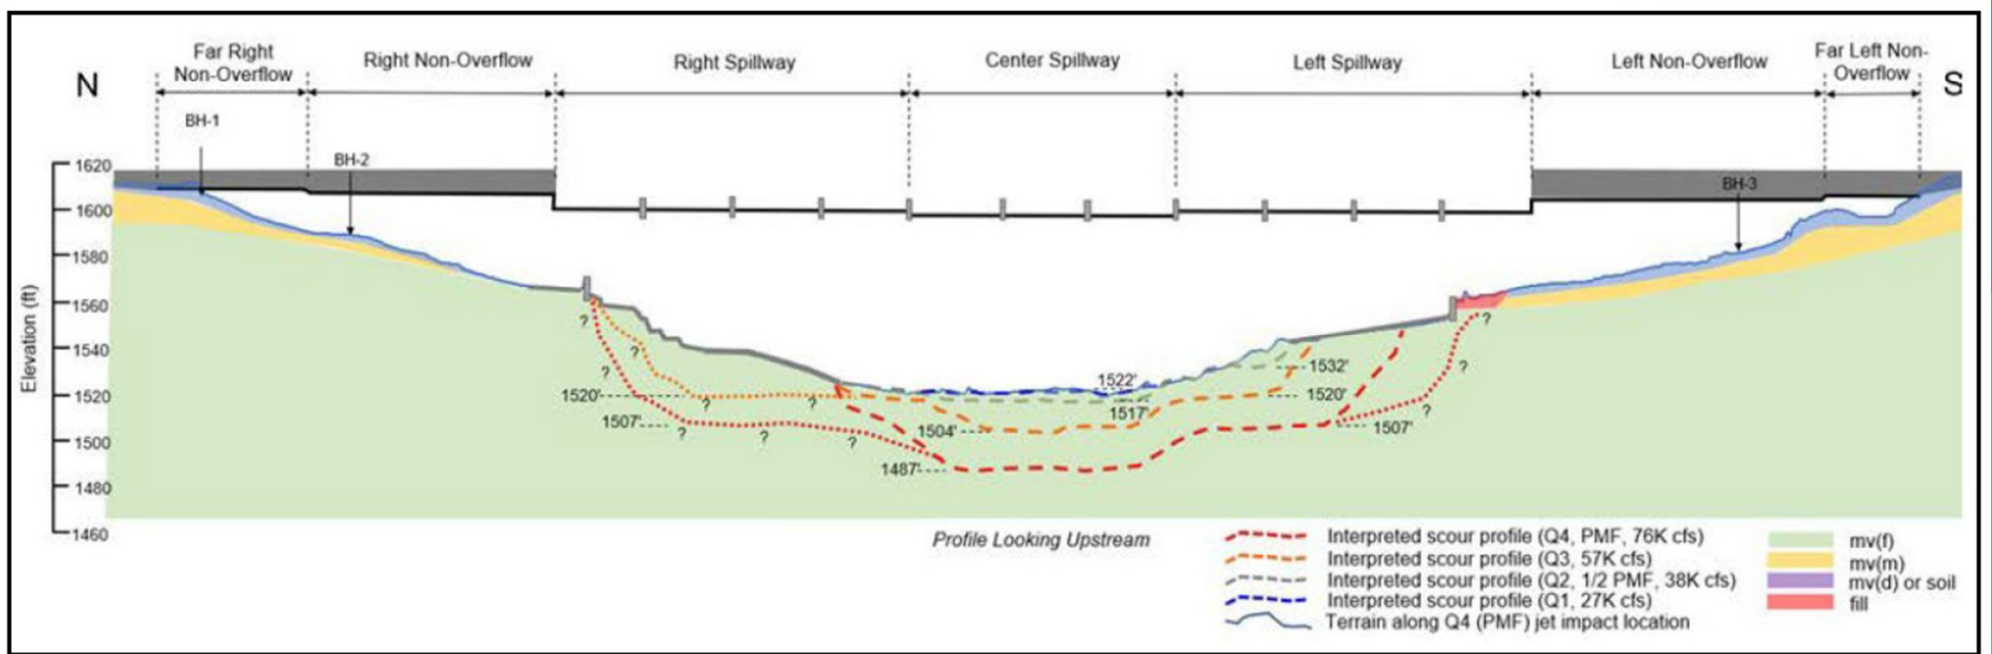 Far Right
Non-Overflow
Right Non-Overflow
Right Spillway
Center Spillway
Left Spillway
Left Non-Overflow
Far Left Non-
Overflow
N
S
BH-1
BH-2
BH-3
Elevation (ft)
1620
1600
1580
1560
1540
1520
1500
1480
1460
?
?
?
1520'
?
?
1507'
?
?
?
1487'
1504'
1522'
1517'
1532'
1520'
1507'
?
?
?
Profile Looking Upstream
Interpreted scour profile (Q4, PMF, 76K cfs)
Interpreted scour profile (Q3, 57K cfs)
Interpreted scour profile (Q2, 1/2 PMF, 38K cfs)
Interpreted scour profile (Q1, 27K cfs)
Terrain along Q4 (PMF) jet impact location
mv(f)
mv(m)
mv(d) or soil
fill